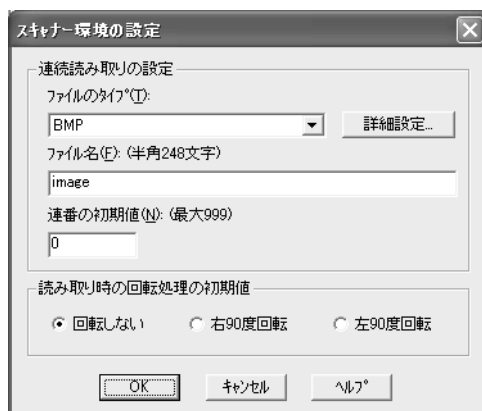 ｽｷｬﾅｰ環境の設定
連続読み取りの設定
ﾌｧｲﾙのﾀｲﾌﾟ(T):
BMP
詳細設定...
ﾌｧｲﾙ名(F): (半角248文字)
image
連番の初期値(N): (最大999)
0
読み取り時の回転処理の初期値
回転しない 右90度回転 左90度回転
OK ｷｬﾝｾﾙ ﾍﾙﾌﾟ